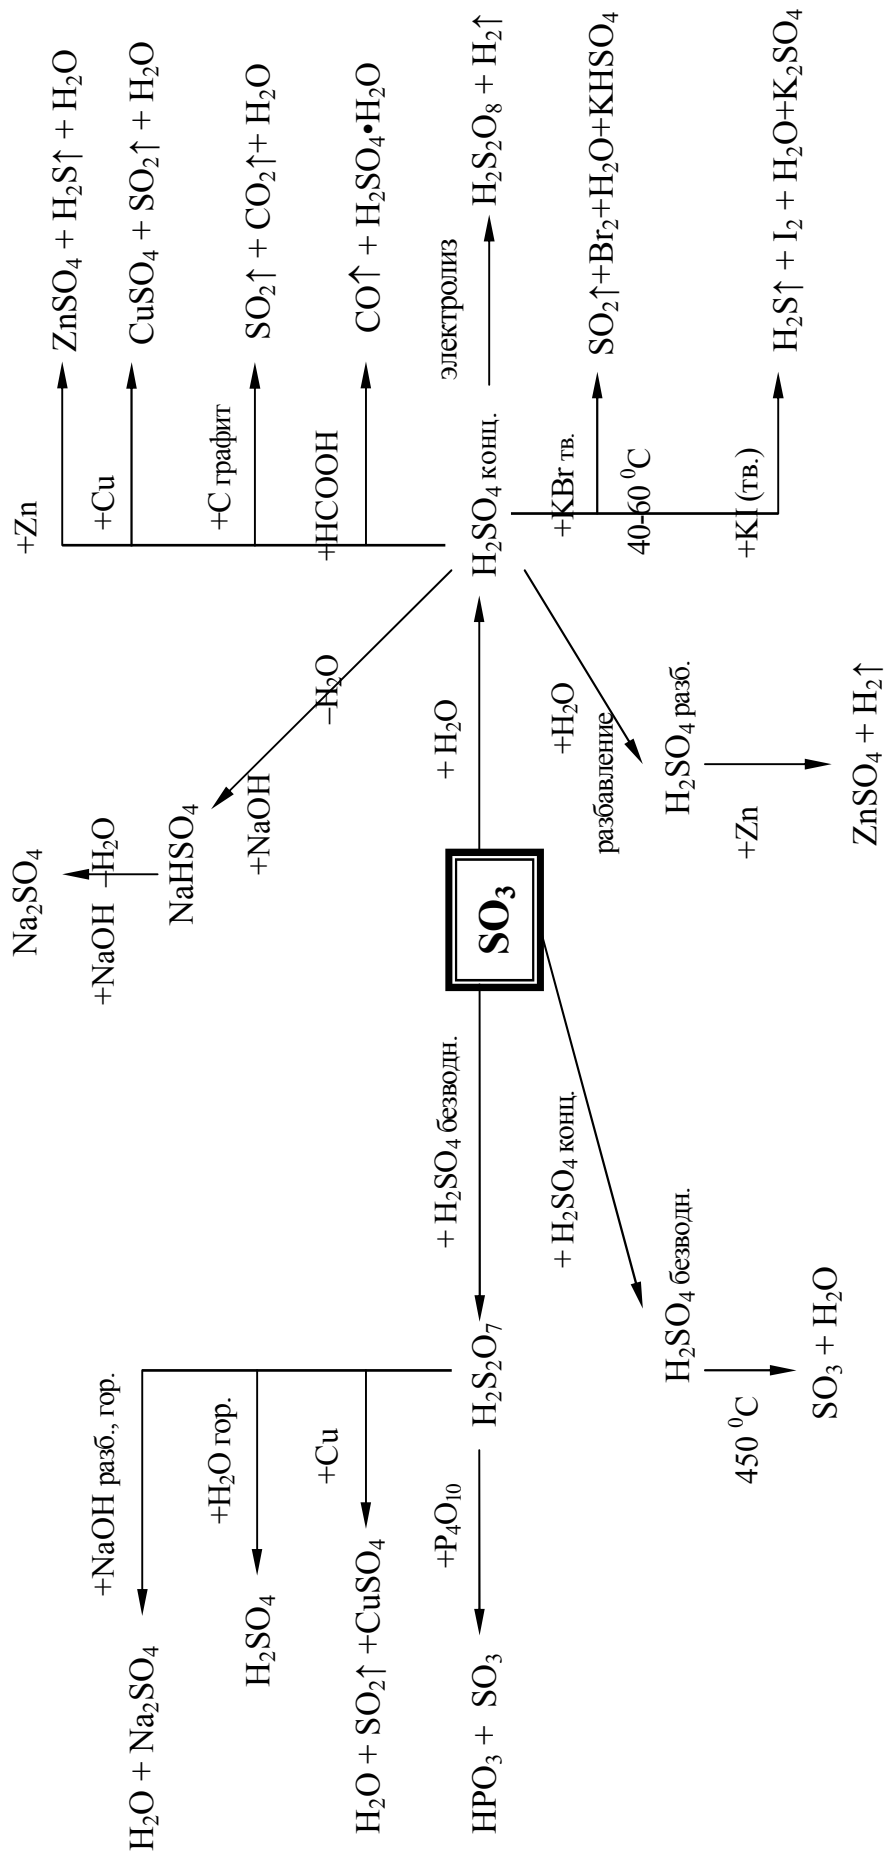 +Zn
ZnSO4 + H2S↑ + H2O
+Cu
CuSO4 + SO2↑ + H2O
+C графит
SO2↑ + CO2↑+ H2O
+HCOOH
CO↑ + H2SO4•H2O
H2SO4 конц.
электролиз
H2S2O8 + H2↑
+KBr тв.
40-60 0C
SO2↑+Br2+H2O+KHSO4
+KI (тв.)
H2S↑ + I2 + H2O+K2SO4
Na2SO4
+NaOH –H2O
NaHSO4
+NaOH
–H2O
+ H2O
+H2O
разбавление
H2SO4 разб.
+Zn
ZnSO4 + H2↑
SO3
+ H2SO4 безводн.
+ H2SO4 конц.
H2SO4 безводн.
450 0C
SO3 + H2O
H2S2O7
+NaOH разб., гор.
H2O + Na2SO4
+H2O гор.
H2SO4
+Cu
H2O + SO2↑ +CuSO4
+P4O10
HPO3 + SO3